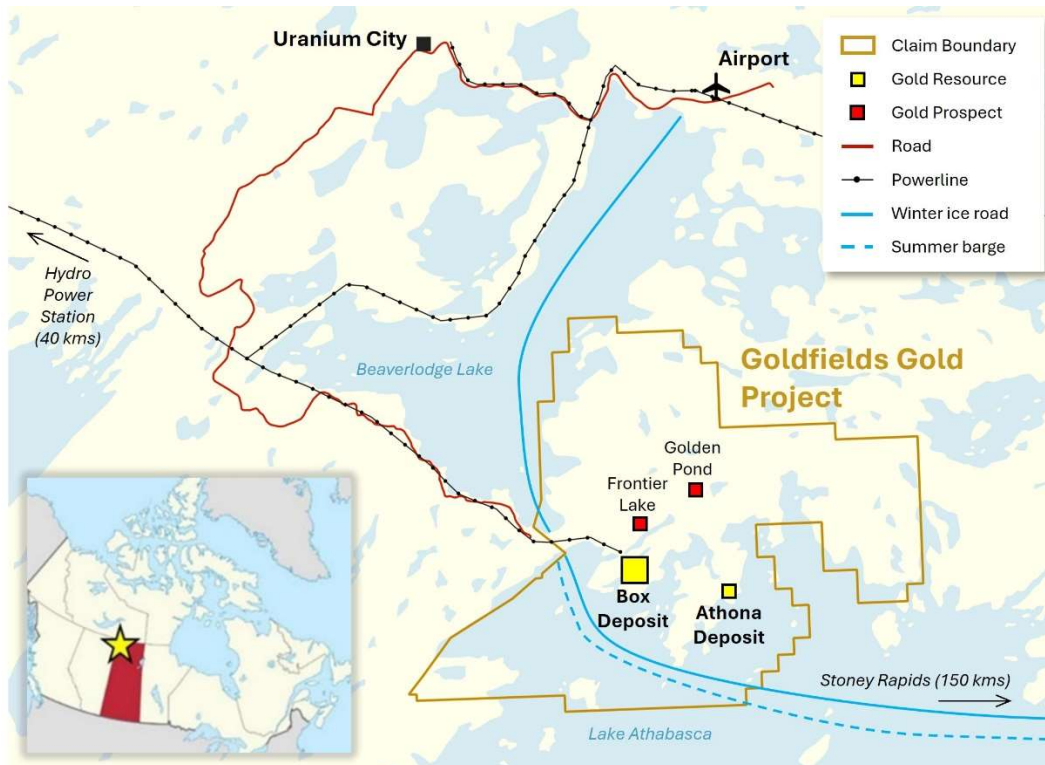 Uranium City
Airport
Claim Boundary
Gold Resource
Gold Prospect
Road
Powerline
Winter ice road
Summer barge
Hydro
Power
Station
(40 kms)
Beaverlodge Lake
Goldfields Gold
Project
Golden
Pond
Frontier
Lake
Box
Deposit
Athona
Deposit
Stoney Rapids (150 kms)
Lake Athabasca